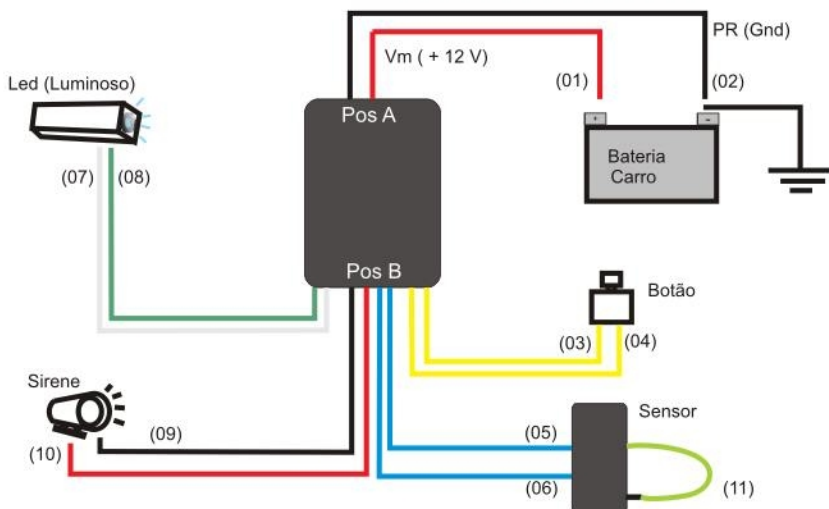 PR (Gnd)
Vm ( + 12 V)
(01)
(02)
Led (Luminoso)
Pos A
+
-
Bateria
Carro
(07)
(08)
Pos B
Botão
(03)
(04)
Sirene
Sensor
(09)
(05)
(10)
(06)
(11)